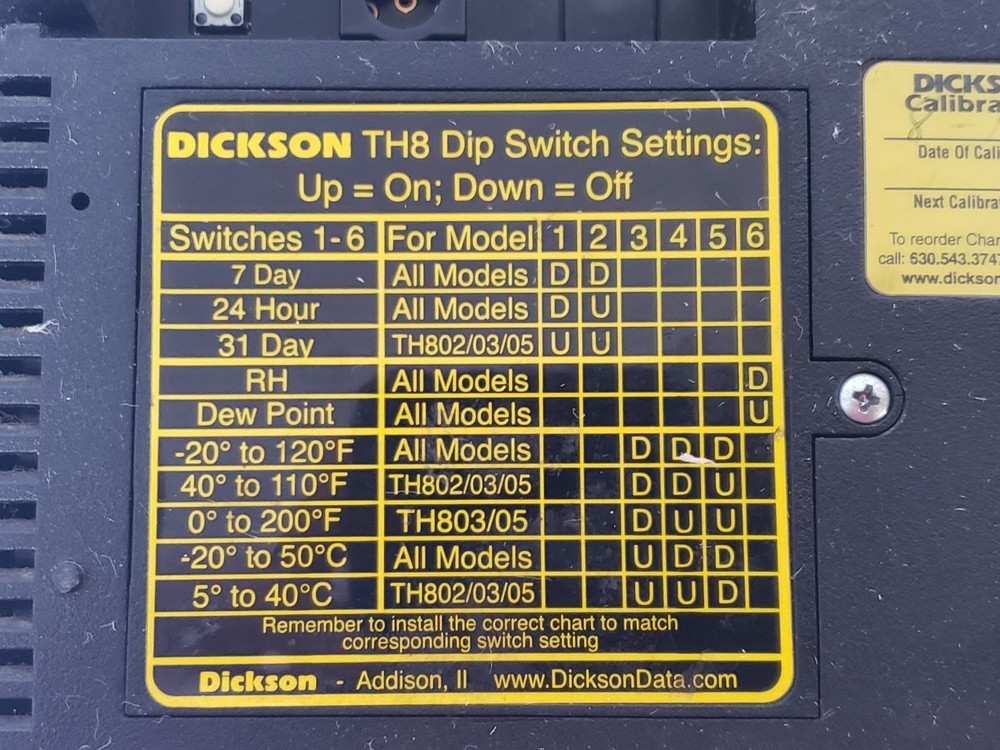 DICKSON TH8 Dip Switch Settings:
Up = On; Down = Off
Switches 1-6 For Model 1 2 3 4 5 6
7 Day All Models D D
24 Hour All Models D U
31 Day TH802/03/05 U U
RH All Models D
Dew Point All Models U
-20° to 120°F All Models D D D
40° to 110°F TH802/03/05 D D U
0° to 200°F TH803/05 D U U
-20° to 50°C All Models U D D
5° to 40°C TH802/03/05 U U D
Remember to install the correct chart to match
corresponding switch setting
Dickson - Addison, Il www.DicksonData.com
DICKS
Calibra
Date Of Cali
Next Calibra
To reorder Char
call: 630.543.374
www.dickson